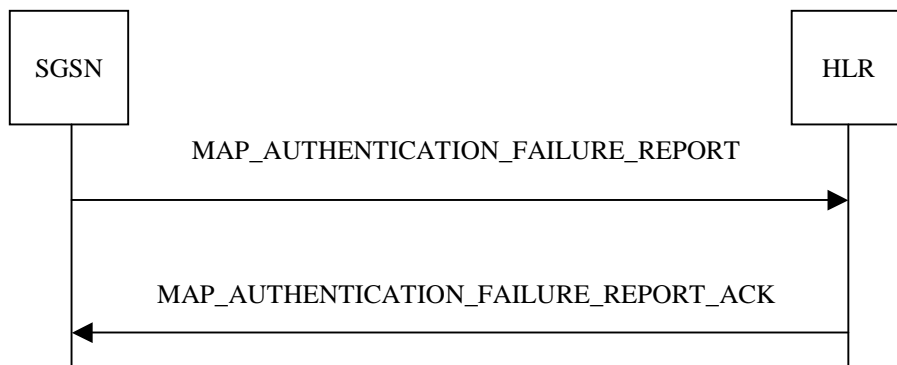 SGSN
HLR
MAP_AUTHENTICATION_FAILURE_REPORT
MAP_AUTHENTICATION_FAILURE_REPORT_ACK